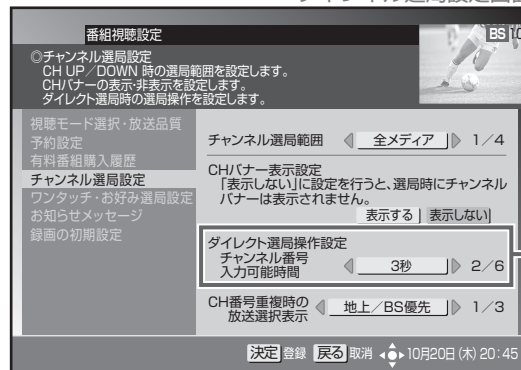 番組視聴設定
BS 10
◎チャンネル選局設定
CH UP／DOWN 時の選局範囲を設定します。
CHバナーの表示・非表示を設定します。
ダイレクト選局時の選局操作を設定します。
視聴モード選択・放送品質
予約設定
有料番組購入履歴
チャンネル選局設定
ワンタッチ・お好み選局設定
お知らせメッセージ
録画の初期設定
チャンネル選局範囲 全メディア 1／4
CHバナー表示設定
「表示しない」に設定を行うと、選局時にチャンネル
バナーは表示されません。
表示する 表示しない
ダイレクト選局操作設定
チャンネル番号
入力可能時間 3秒 2／6
CH番号重複時の
放送選択表示 地上／BS優先 1／3
決定 登録 戻る 取消 10月20日(木) 20:45